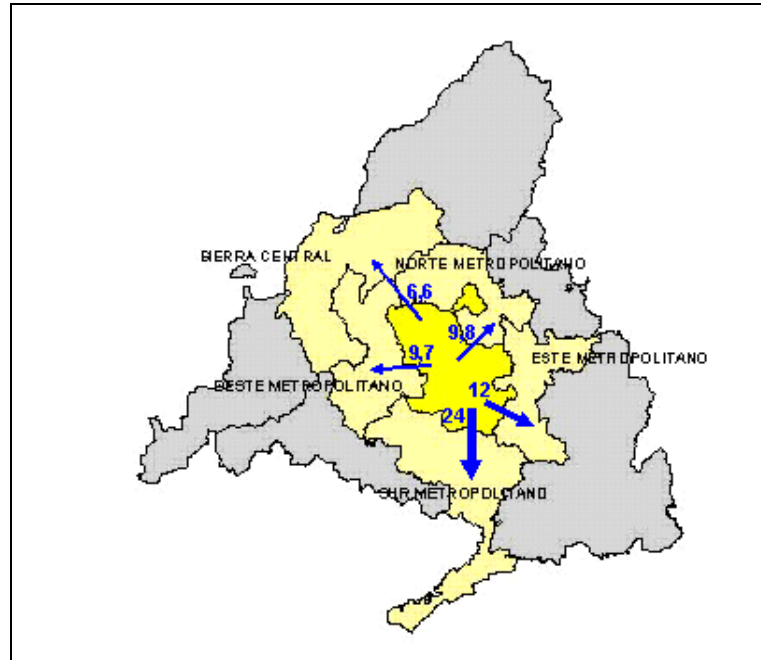 SIERRA CENTRAL
NORTE METROPOLITANO
6,6
9,8
9,7
ESTE METROPOLITANO
OESTE METROPOLITANO
12
24
SUR METROPOLITANO